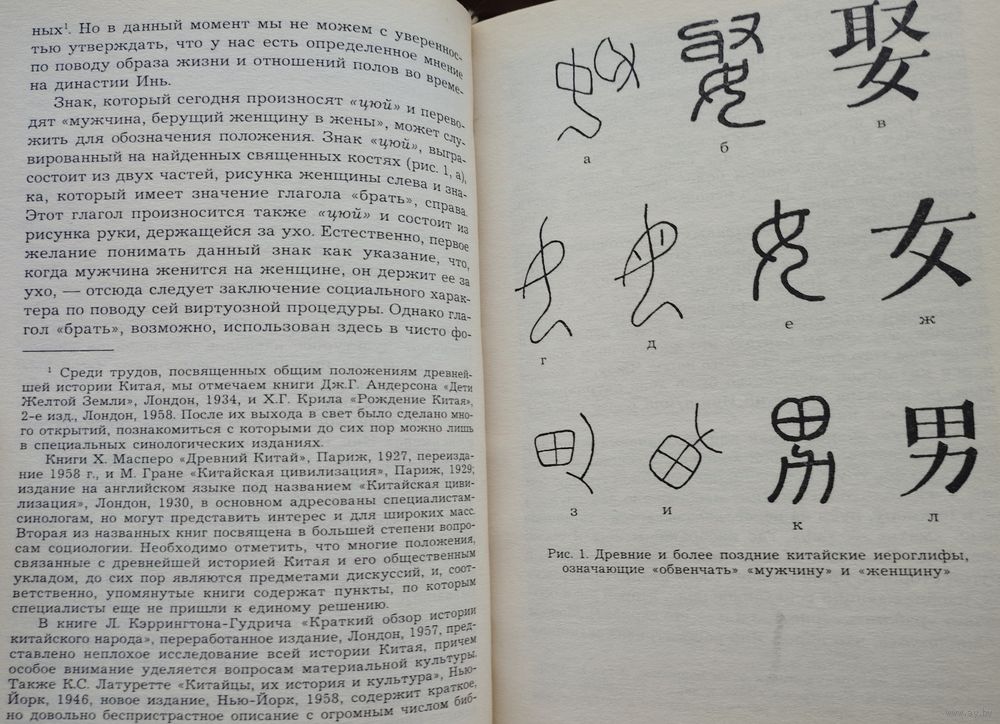 ных¹. Но в данный момент мы не можем с увереннос-
тью утверждать, что у нас есть определенное мнение
по поводу образа жизни и отношений полов во време-
на династии Инь.
Знак, который сегодня произносят «цюй» и перево-
дят «мужчина, берущий женщину в жены», может слу-
жить для обозначения положения. Знак «цюй», выгра-
вированный на найденных священных костях (рис. 1, а),
состоит из двух частей, рисунка женщины слева и зна-
ка, который имеет значение глагола «брать», справа.
Этот глагол произносится также «цюй» и состоит из
рисунка руки, держащейся за ухо. Естественно, первое
желание понимать данный знак как указание, что,
когда мужчина женится на женщине, он держит ее за
ухо, — отсюда следует заключение социального харак-
тера по поводу сей виртуозной процедуры. Однако гла-
гол «брать», возможно, использован здесь в чисто фо-
¹ Среди трудов, посвященных общим положениям древней-
шей истории Китая, мы отмечаем книги Дж.Г. Андерсона «Дети
Желтой Земли», Лондон, 1934, и Х.Г. Крила «Рождение Китая»,
2-е изд., Лондон, 1958. После их выхода в свет было сделано мно-
го открытий, познакомиться с которыми до сих пор можно лишь
в специальных синологических изданиях.
Книги Х. Масперо «Древний Китай», Париж, 1927, переизда-
ние 1958 г., и М. Гране «Китайская цивилизация», Париж, 1929;
издание на английском языке под названием «Китайская циви-
лизация», Лондон, 1930, в основном адресованы специалистам-
синологам, но могут представить интерес и для широких масс.
Вторая из названных книг посвящена в большей степени вопро-
сам социологии. Необходимо отметить, что многие положения,
связанные с древнейшей историей Китая и его общественным
укладом, до сих пор являются предметами дискуссий, и, соот-
ветственно, упомянутые книги содержат пункты, по которым
специалисты еще не пришли к единому решению.
В книге Л. Кэррингтона-Гудрича «Краткий обзор истории
китайского народа», переработанное издание, Лондон, 1957, пред-
ставлено неплохое исследование всей истории Китая, причем
особое внимание уделяется вопросам материальной культуры.
Также К.С. Латуретте «Китайцы, их история и культура», Нью-
Йорк, 1946, новое издание, Нью-Йорк, 1958, содержит краткое,
но довольно беспристрастное описание с огромным числом биб-
娶
а б в
女
г д е ж
男
з и к л
Рис. 1. Древние и более поздние китайские иероглифы,
означающие «обвенчать» «мужчину» и «женщину»